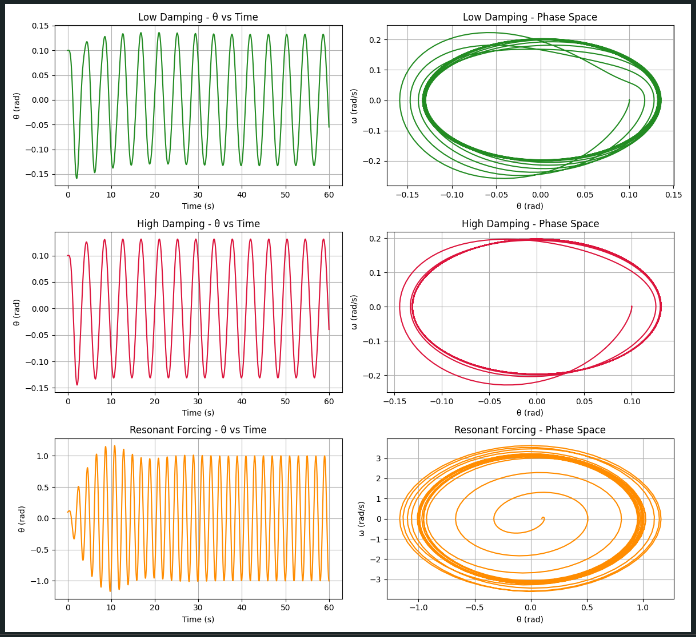 Low Damping - θ vs Time
θ (rad)
0.15
0.10
0.05
0.00
−0.05
−0.10
−0.15
0 10 20 30 40 50 60
Time (s)
Low Damping - Phase Space
ω (rad/s)
0.2
0.1
0.0
−0.1
−0.2
−0.15 −0.10 −0.05 0.00 0.05 0.10 0.15
θ (rad)
High Damping - θ vs Time
θ (rad)
0.10
0.05
0.00
−0.05
−0.10
−0.15
0 10 20 30 40 50 60
Time (s)
High Damping - Phase Space
ω (rad/s)
0.2
0.1
0.0
−0.1
−0.2
−0.15 −0.10 −0.05 0.00 0.05 0.10
θ (rad)
Resonant Forcing - θ vs Time
θ (rad)
1.0
0.5
0.0
−0.5
−1.0
0 10 20 30 40 50 60
Time (s)
Resonant Forcing - Phase Space
ω (rad/s)
3
2
1
0
−1
−2
−3
−1.0 −0.5 0.0 0.5 1.0
θ (rad)